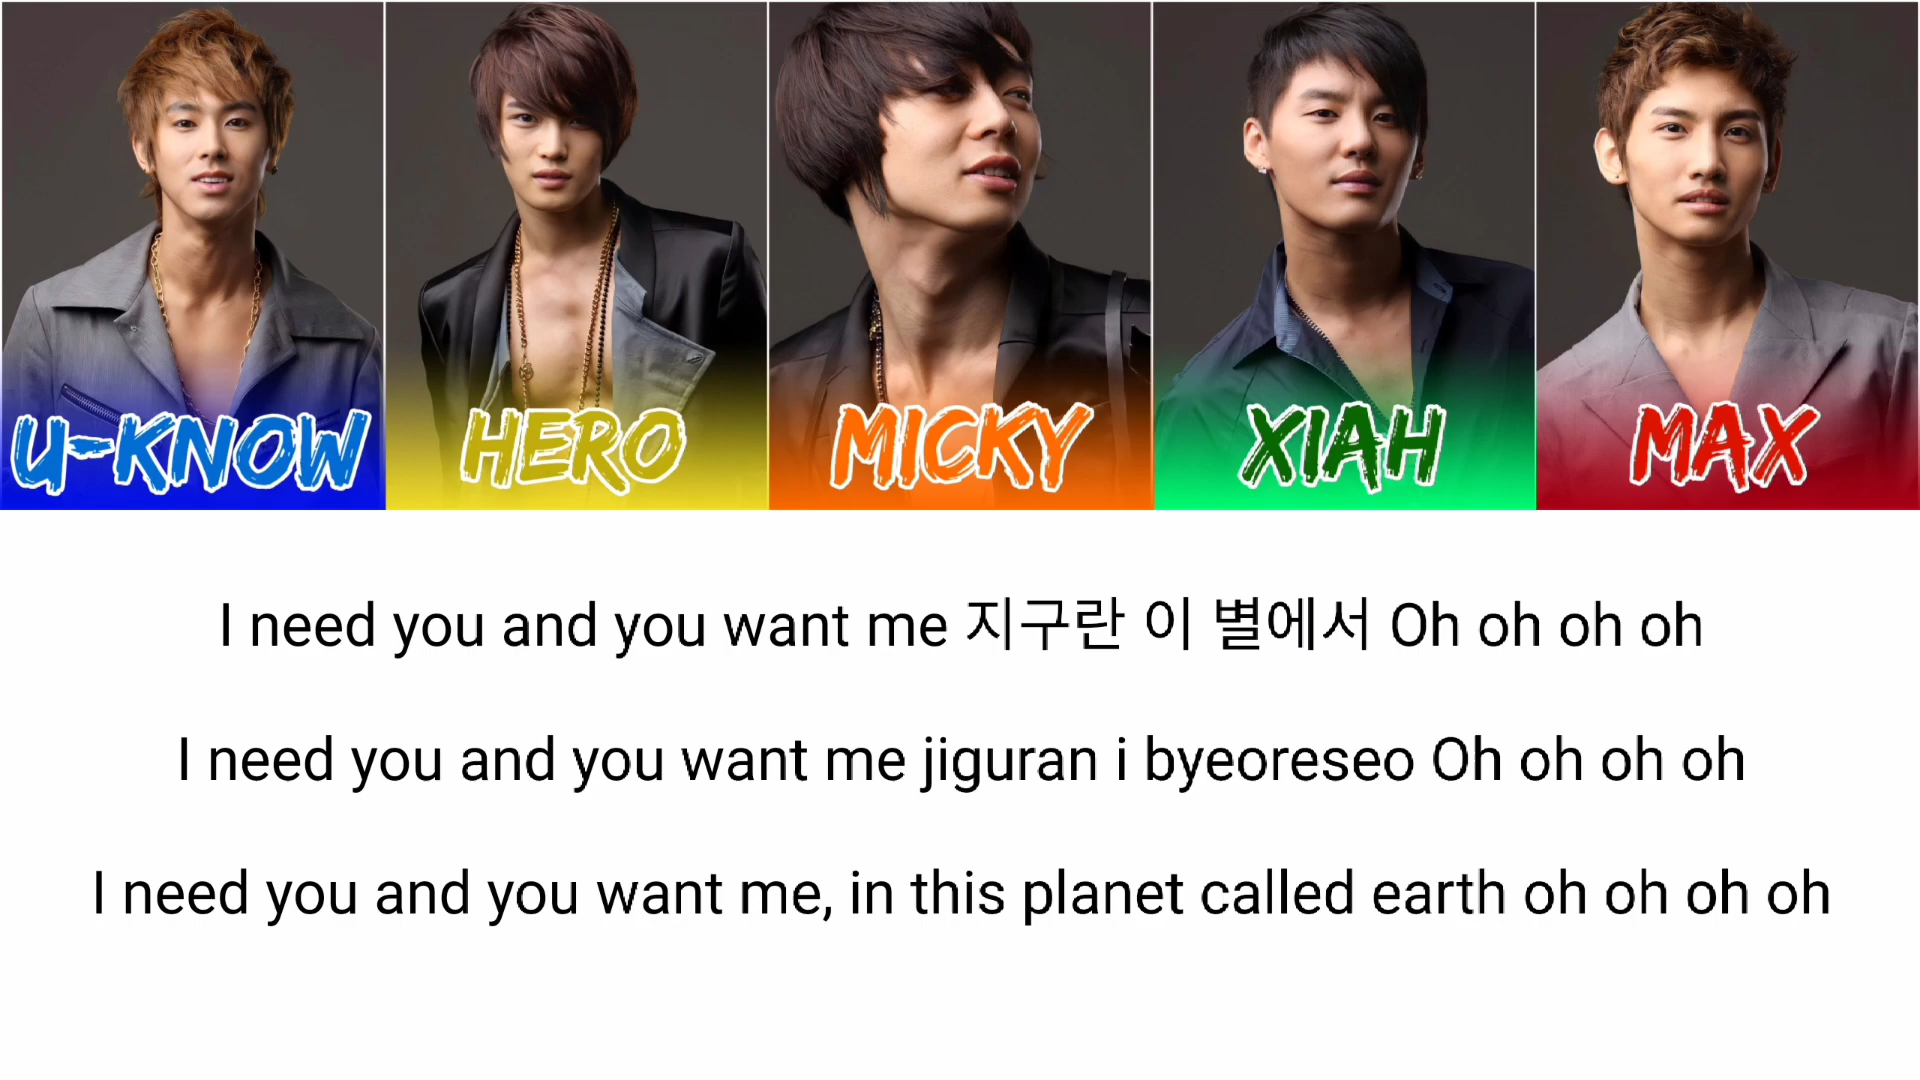 U-KNOW HERO MICKY XIAH MAX
I need you and you want me 지구란 이 별에서 Oh oh oh oh
I need you and you want me jiguran i byeoreseo Oh oh oh oh
I need you and you want me, in this planet called earth oh oh oh oh